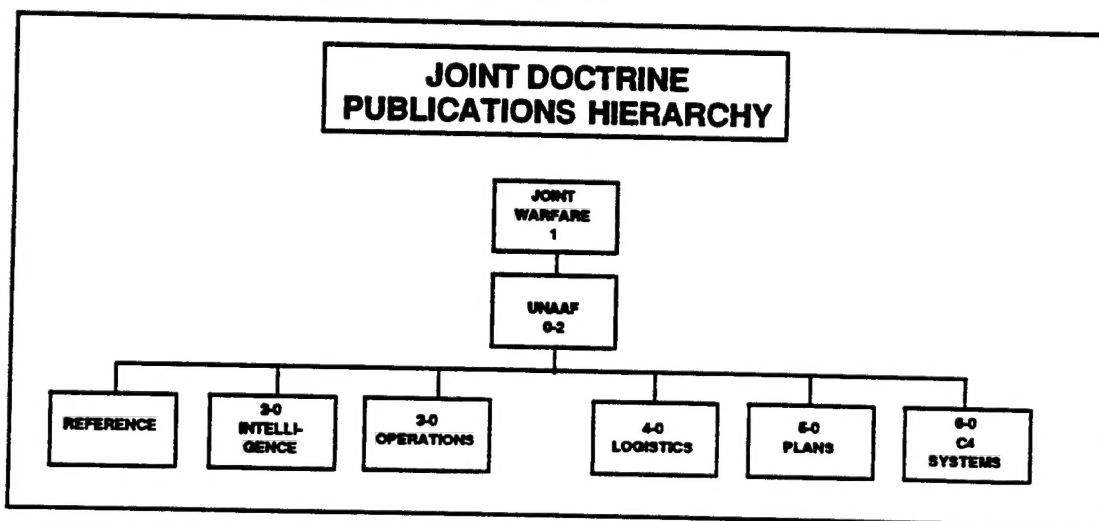 JOINT DOCTRINE
PUBLICATIONS HIERARCHY
JOINT
WARFARE
1
UNAAF
0-2
REFERENCE
2-0
INTELLI-
GENCE
3-0
OPERATIONS
4-0
LOGISTICS
5-0
PLANS
6-0
C4
SYSTEMS